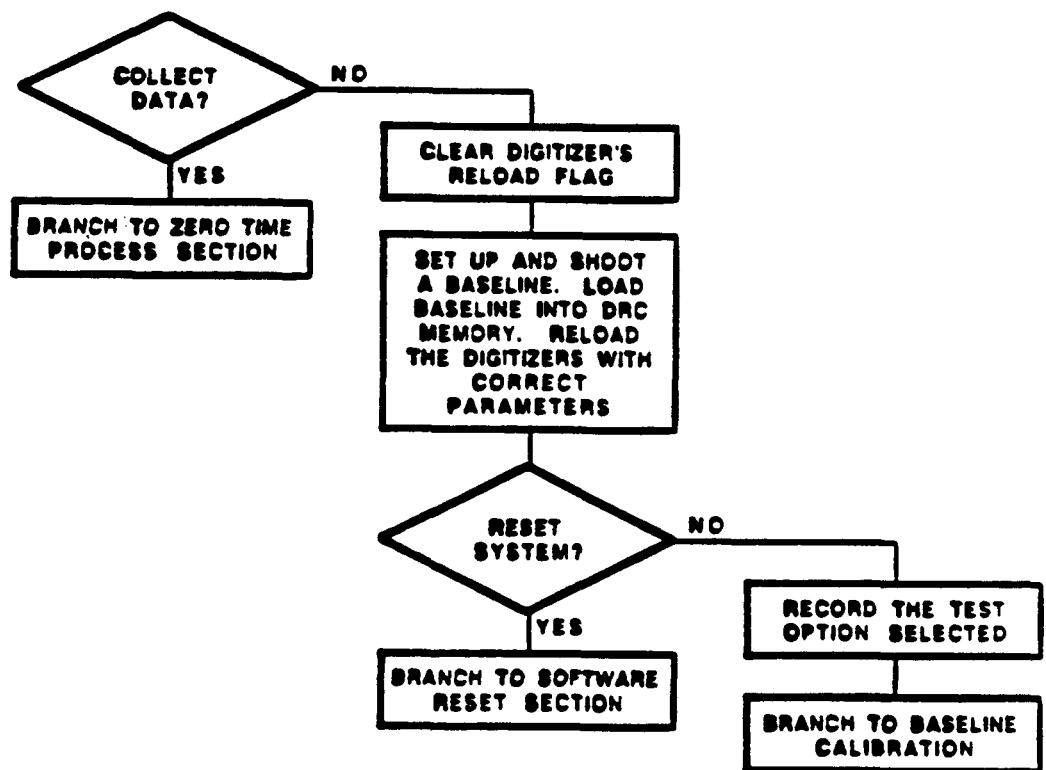 COLLECT
DATA?
NO
YES
BRANCH TO ZERO TIME
PROCESS SECTION
CLEAR DIGITIZER'S
RELOAD FLAG
SET UP AND SHOOT
A BASELINE. LOAD
BASELINE INTO DRC
MEMORY. RELOAD
THE DIGITIZERS WITH
CORRECT
PARAMETERS
RESET
SYSTEM?
NO
YES
BRANCH TO SOFTWARE
RESET SECTION
RECORD THE TEST
OPTION SELECTED
BRANCH TO BASELINE
CALIBRATION